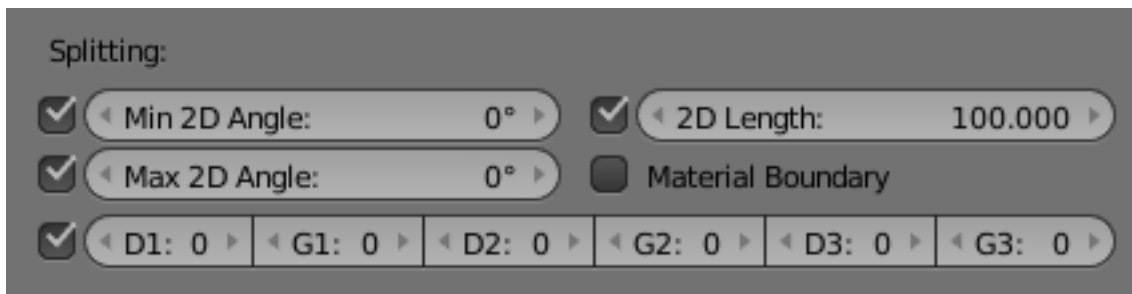 Splitting:
Min 2D Angle: 0° 2D Length: 100.000
Max 2D Angle: 0° Material Boundary
D1: 0 G1: 0 D2: 0 G2: 0 D3: 0 G3: 0